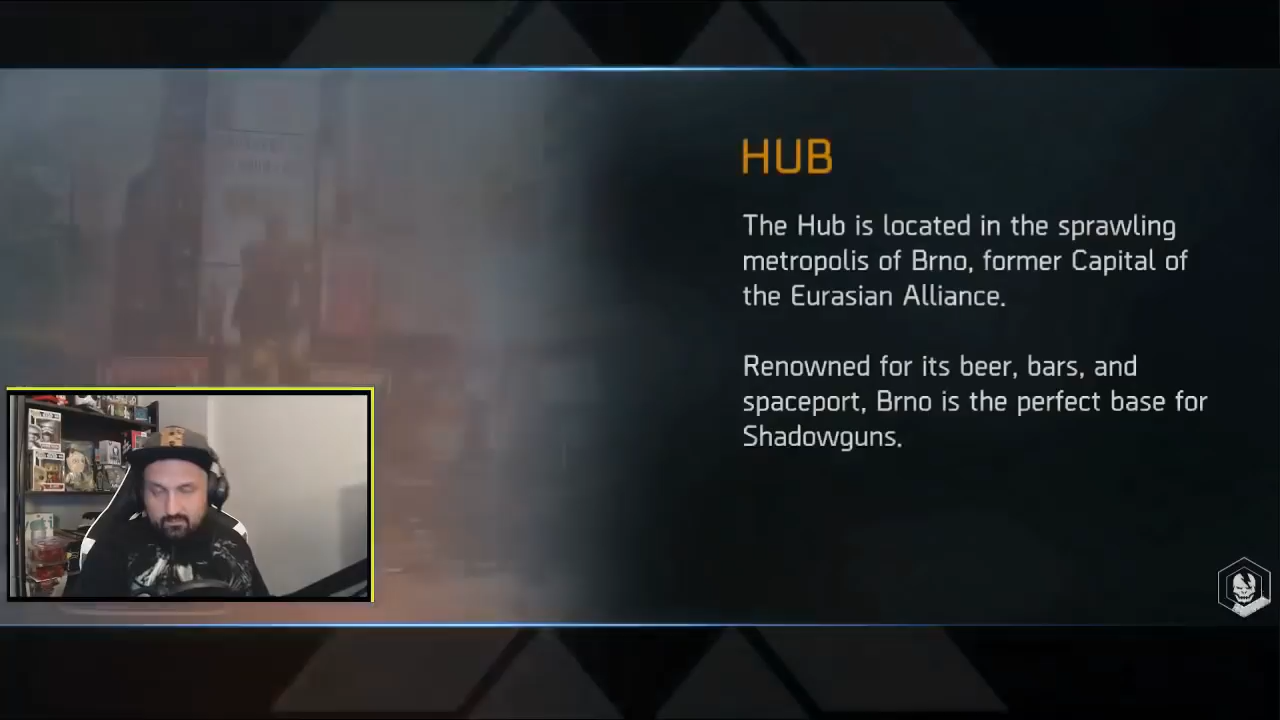 HUB
The Hub is located in the sprawling
metropolis of Brno, former Capital of
the Eurasian Alliance.
Renowned for its beer, bars, and
spaceport, Brno is the perfect base for
Shadowguns.